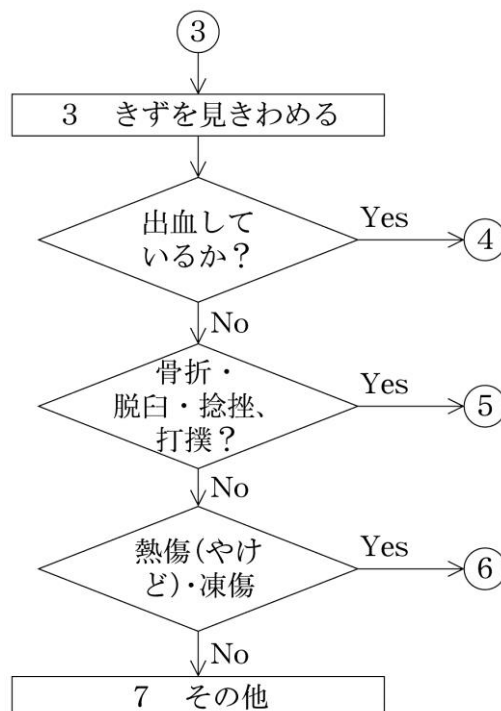 ③
3 きずを見きわめる
出血して
いるか？
Yes
④
No
骨折・
脱臼・捻挫、
打撲？
Yes
⑤
No
熱傷(やけ
ど)・凍傷
Yes
⑥
No
7 その他